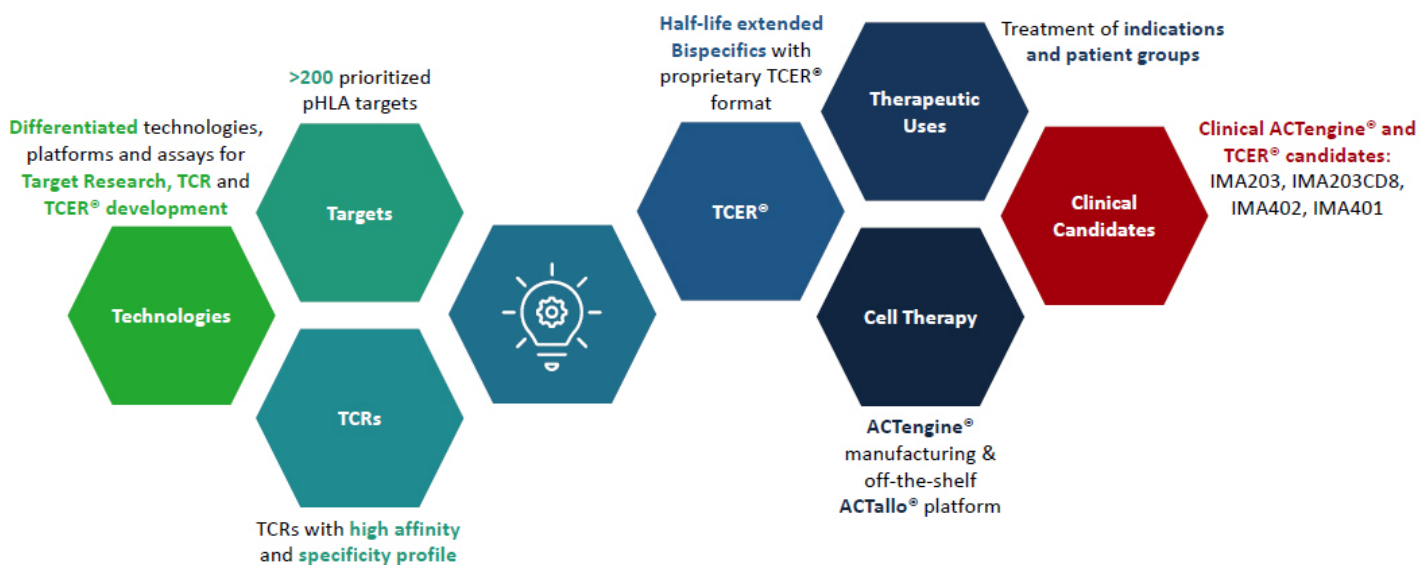 Differentiated technologies,
platforms and assays for
Target Research, TCR and
TCER® development
Technologies
>200 prioritized
pHLA targets
Targets
TCRs
TCRs with high affinity
and specificity profile
Half-life extended
Bispecifics with
proprietary TCER®
format
TCER®
Treatment of indications
and patient groups
Therapeutic
Uses
Cell Therapy
ACTengine®
manufacturing &
off-the-shelf
ACTallo® platform
Clinical
Candidates
Clinical ACTengine® and
TCER® candidates:
IMA203, IMA203CD8,
IMA402, IMA401